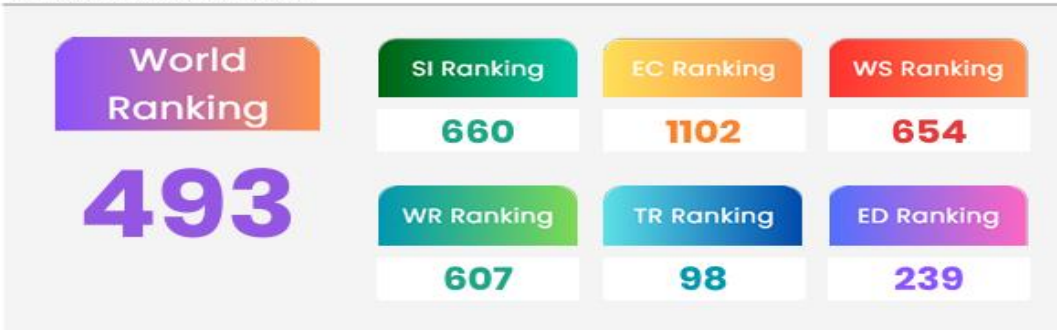 World
Ranking
493
SI Ranking
660
EC Ranking
1102
WS Ranking
654
WR Ranking
607
TR Ranking
98
ED Ranking
239